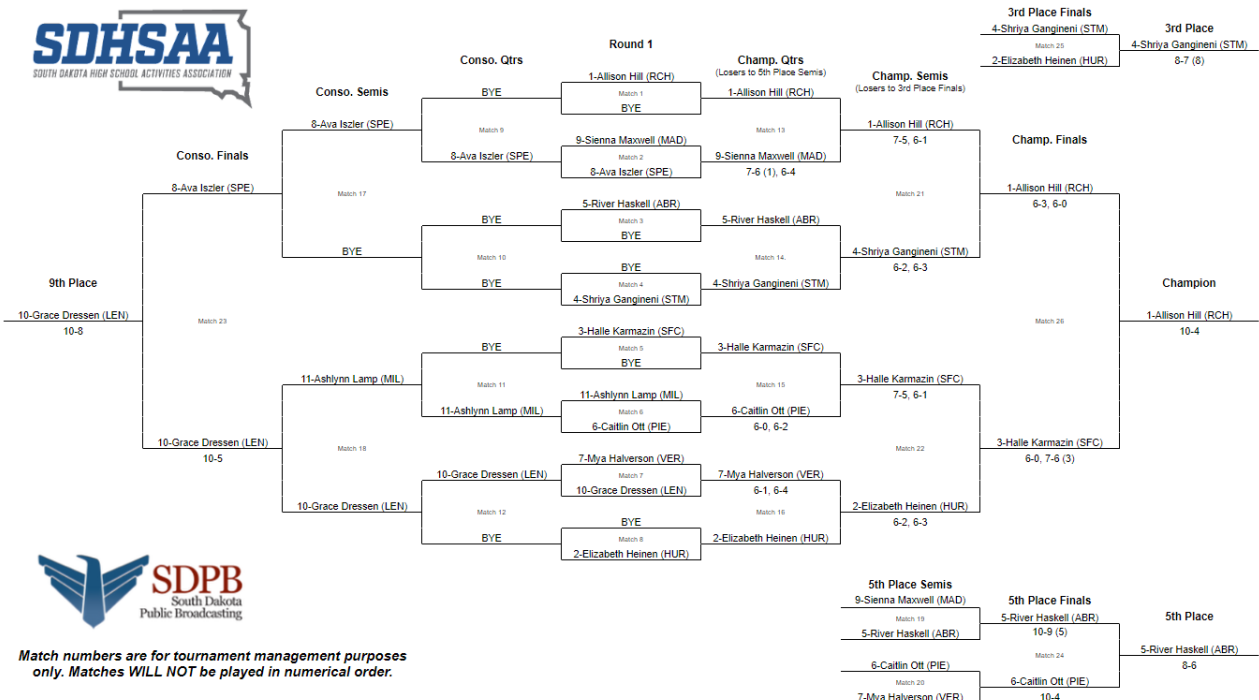 SDHSAA
SOUTH DAKOTA HIGH SCHOOL ACTIVITIES ASSOCIATION
3rd Place Finals
4-Shriya Gangineni (STM)
Match 25
2-Elizabeth Heinen (HUR)
3rd Place
4-Shriya Gangineni (STM)
8-7 (8)
Round 1
1-Allison Hill (RCH)
Match 1
BYE
9-Sienna Maxwell (MAD)
Match 2
8-Ava Iszler (SPE)
5-River Haskell (ABR)
Match 3
BYE
BYE
Match 4
4-Shriya Gangineni (STM)
3-Halle Karmazin (SFC)
Match 5
BYE
11-Ashlynn Lamp (MIL)
Match 6
6-Caitlin Ott (PIE)
7-Mya Halverson (VER)
Match 7
10-Grace Dressen (LEN)
BYE
Match 8
2-Elizabeth Heinen (HUR)
Conso. Qtrs
BYE
Match 9
8-Ava Iszler (SPE)
BYE
Match 10
BYE
BYE
Match 11
11-Ashlynn Lamp (MIL)
10-Grace Dressen (LEN)
Match 12
BYE
Conso. Semis
8-Ava Iszler (SPE)
Match 17
BYE
11-Ashlynn Lamp (MIL)
Match 18
10-Grace Dressen (LEN)
Conso. Finals
8-Ava Iszler (SPE)
Match 23
10-Grace Dressen (LEN)
10-5
9th Place
10-Grace Dressen (LEN)
10-8
Champ. Qtrs
(Losers to 5th Place Semis)
1-Allison Hill (RCH)
Match 13
9-Sienna Maxwell (MAD)
7-6 (1), 6-4
5-River Haskell (ABR)
Match 14.
4-Shriya Gangineni (STM)
3-Halle Karmazin (SFC)
Match 15
6-Caitlin Ott (PIE)
6-0, 6-2
7-Mya Halverson (VER)
6-1, 6-4
Match 16
2-Elizabeth Heinen (HUR)
Champ. Semis
(Losers to 3rd Place Finals)
1-Allison Hill (RCH)
7-5, 6-1
Match 21
4-Shriya Gangineni (STM)
6-2, 6-3
3-Halle Karmazin (SFC)
7-5, 6-1
Match 22
2-Elizabeth Heinen (HUR)
6-2, 6-3
Champ. Finals
1-Allison Hill (RCH)
6-3, 6-0
Match 26
3-Halle Karmazin (SFC)
6-0, 7-6 (3)
Champion
1-Allison Hill (RCH)
10-4
5th Place Semis
9-Sienna Maxwell (MAD)
Match 19
5-River Haskell (ABR)
6-Caitlin Ott (PIE)
Match 20
7-Mya Halverson (VER)
5th Place Finals
5-River Haskell (ABR)
10-9 (5)
Match 24
6-Caitlin Ott (PIE)
10-4
5th Place
5-River Haskell (ABR)
8-6
SDPB
South Dakota
Public Broadcasting
Match numbers are for tournament management purposes
only. Matches WILL NOT be played in numerical order.